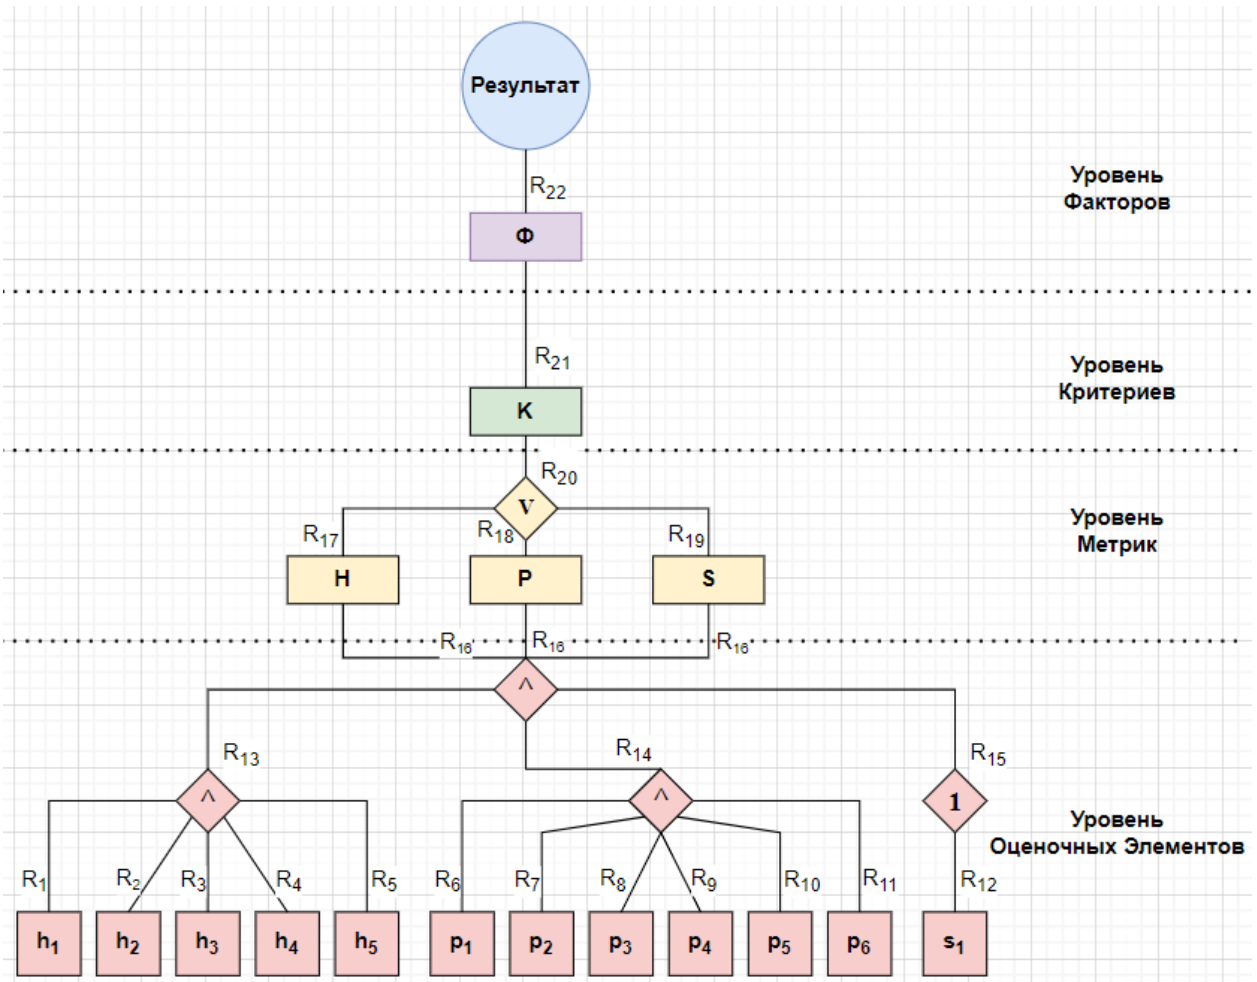 Результат
R22
Уровень
Факторов
Ф
R21
Уровень
Критериев
К
R20
V
R17
R18
R19
Уровень
Метрик
H
P
S
R16
R16
R16
^
R13
R14
R15
^
^
1
Уровень
Оценочных Элементов
R1
R2
R3
R4
R5
R6
R7
R8
R9
R10
R11
R12
h1
h2
h3
h4
h5
p1
p2
p3
p4
p5
p6
s1